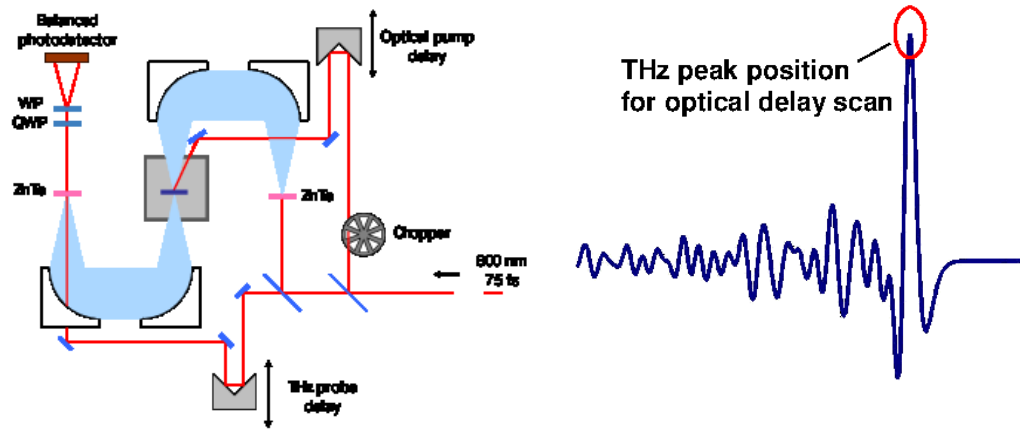 Balanced
photodetector
WP
QWP
ZnTe
Optical pump
delay
ZnTe
Chopper
800 nm
75 fs
THz probe
delay
THz peak position
for optical delay scan